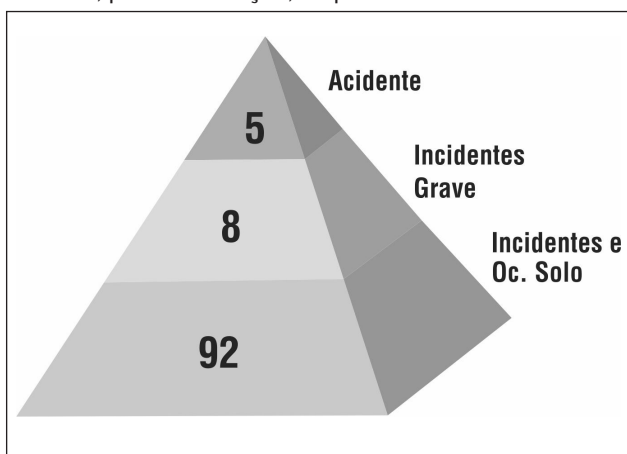 5
Acidente
8
Incidentes
Grave
92
Incidentes e
Oc. Solo